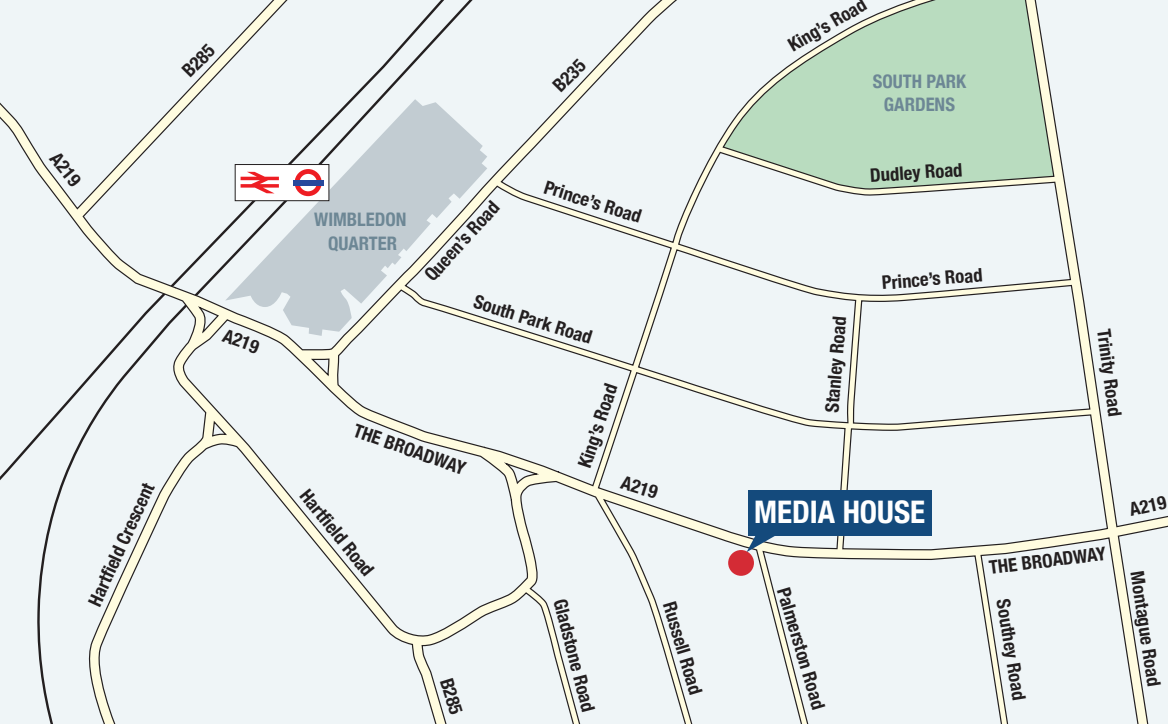 King's Road
B285
B235
SOUTH PARK
GARDENS
A219
Dudley Road
Prince's Road
WIMBLEDON
QUARTER
Queen's Road
Prince's Road
South Park Road
A219
Stanley Road
Trinity Road
King's Road
THE BROADWAY
A219
MEDIA HOUSE
A219
Hartfield Crescent
Hartfield Road
THE BROADWAY
Gladstone Road
Russell Road
Palmerston Road
Southey Road
Montague Road
B285